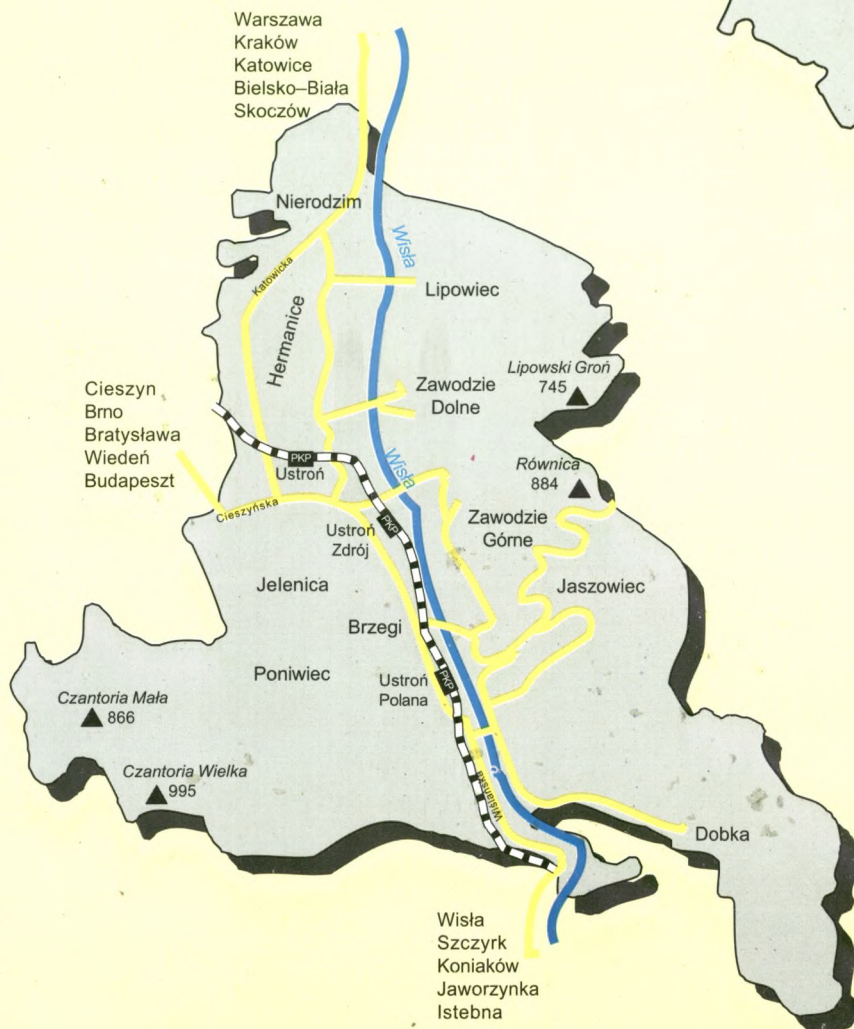 Warszawa
Kraków
Katowice
Bielsko–Biała
Skoczów
Nierodzim
Wisła
Katowicka
Lipowiec
Hermanice
Lipowski Groń
745
Zawodzie
Dolne
Cieszyn
Brno
Bratysława
Wiedeń
Budapeszt
PKP
Ustroń
Wisła
Równica
884
Cieszyńska
PKP
Ustroń
Zdrój
Zawodzie
Górne
Jelenica
Jaszowiec
Brzegi
Poniwiec
Ustroń
Polana
PKP
Czantoria Mała
866
Czantoria Wielka
995
Wiślańska
Dobka
Wisła
Szczyrk
Koniaków
Jaworzynka
Istebna